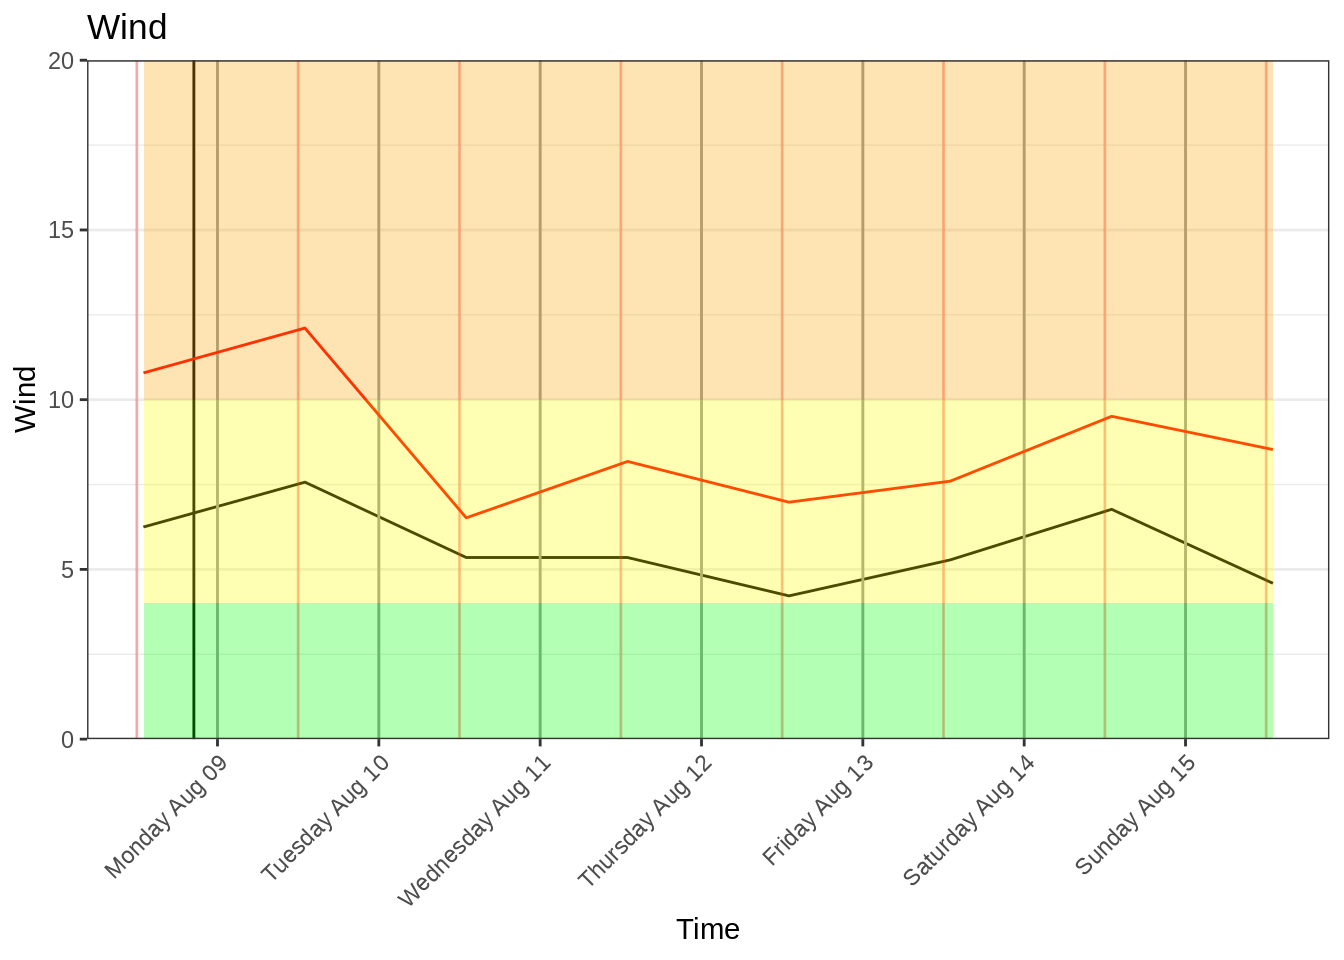 Wind
20
15
10
5
0
Wind
Monday Aug 09
Tuesday Aug 10
Wednesday Aug 11
Thursday Aug 12
Friday Aug 13
Saturday Aug 14
Sunday Aug 15
Time